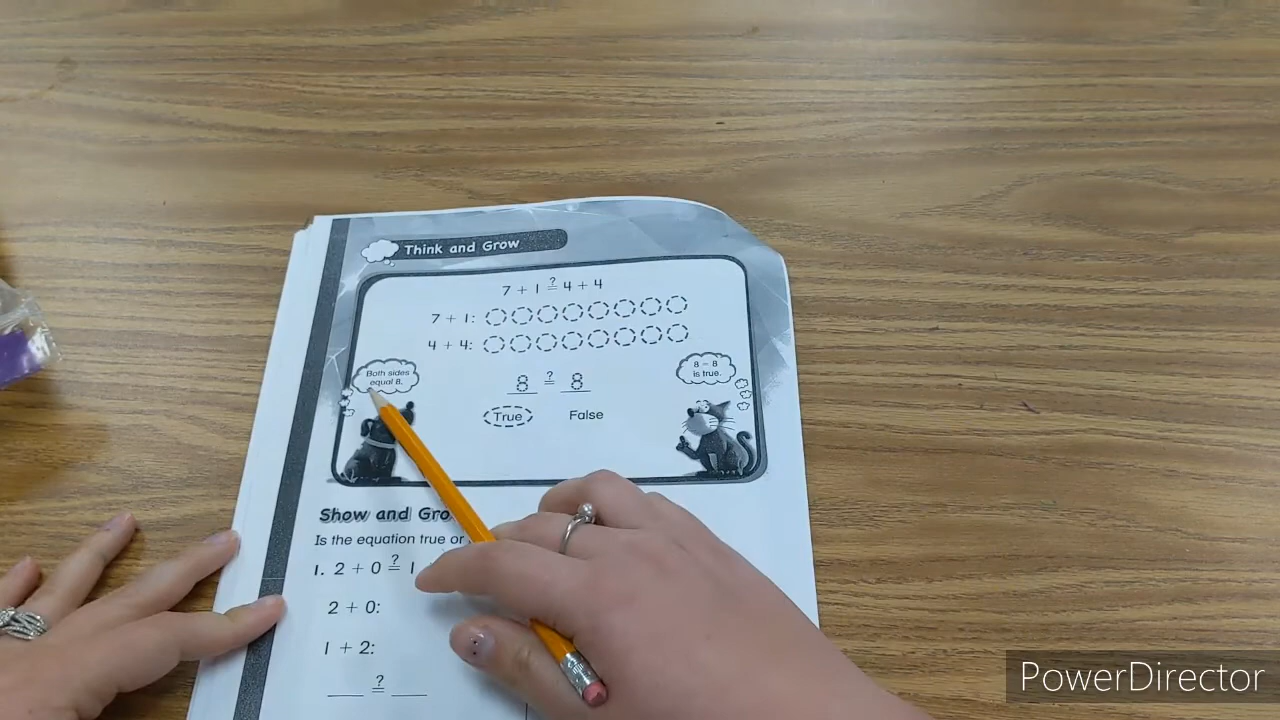 Think and Grow
7 + 1 ?= 4 + 4
7 + 1:
4 + 4:
Both sides
equal 8.
8 = 8
is true.
8 ?= 8
True False
Show and Gro
Is the equation true or
1. 2 + 0 ?= 1
2 + 0:
1 + 2:
___ ?= ___
PowerDirector